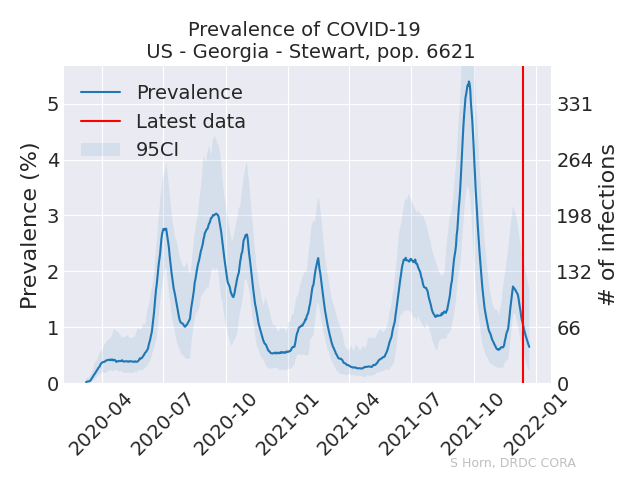 Prevalence of COVID-19
US - Georgia - Stewart, pop. 6621
Prevalence
Latest data
95CI
Prevalence (%)
5
4
3
2
1
0
331
264
198
132
66
0
# of infections
2020-04
2020-07
2020-10
2021-01
2021-04
2021-07
2021-10
2022-01
S Horn, DRDC CORA